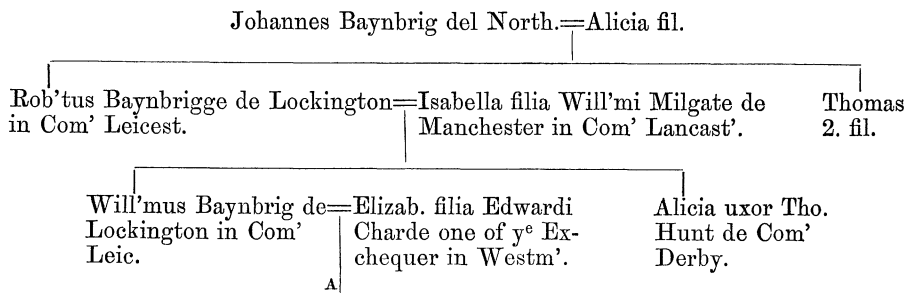 Johannes Baynbrig del North.=Alicia fil.
Rob'tus Baynbrigge de Lockington=Isabella filia Will'mi Milgate de Thomas
in Com' Leicest. Manchester in Com' Lancast'. 2. fil.
Will'mus Baynbrig de=Elizab. filia Edwardi Alicia uxor Tho.
Lockington in Com' Charde one of yᵉ Ex- Hunt de Com'
Leic. chequer in Westm'. Derby.
A